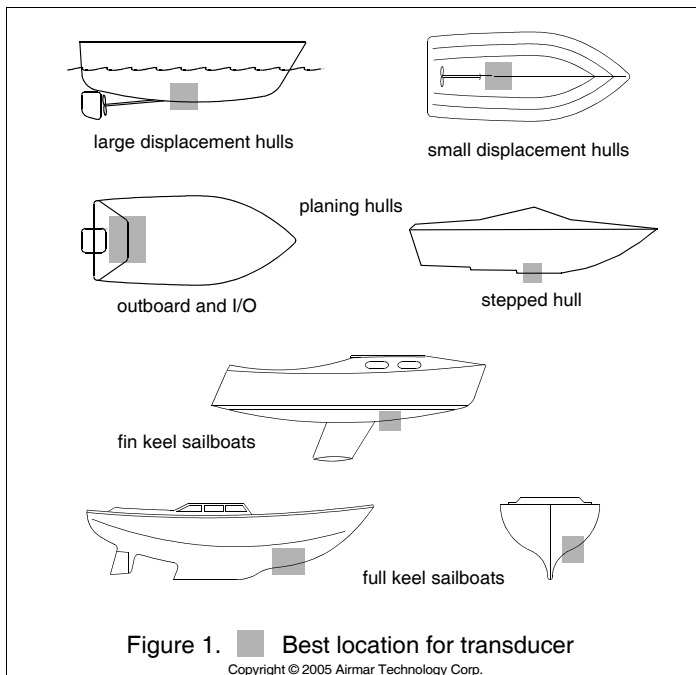 large displacement hulls
small displacement hulls
planing hulls
outboard and I/O
stepped hull
fin keel sailboats
full keel sailboats
Figure 1. Best location for transducer
Copyright © 2005 Airmar Technology Corp.